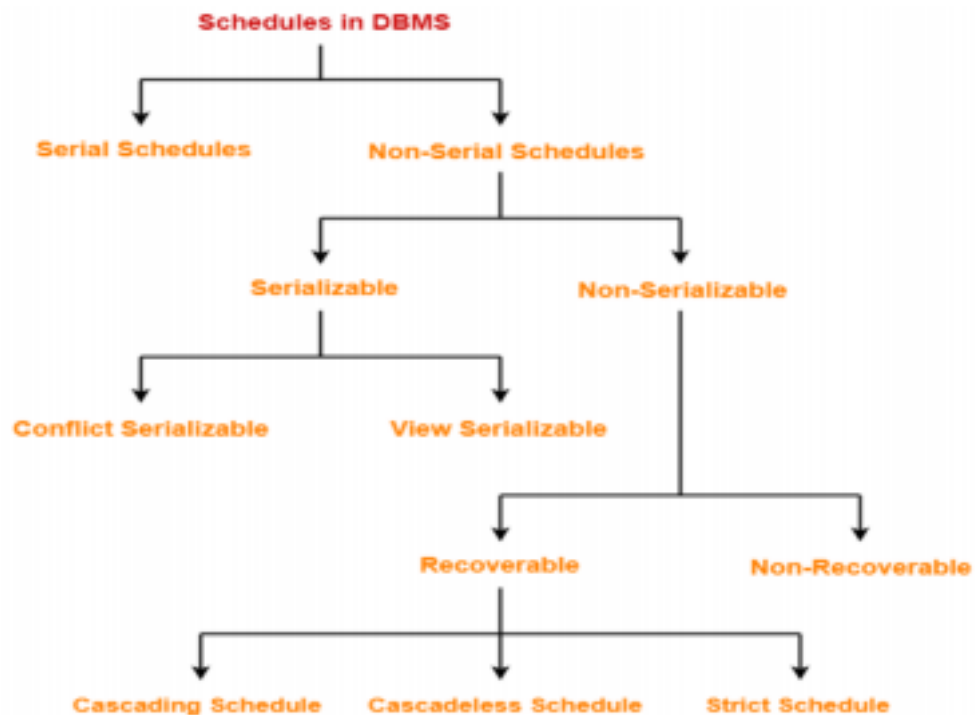 Schedules in DBMS
Serial Schedules
Non-Serial Schedules
Serializable
Non-Serializable
Conflict Serializable
View Serializable
Recoverable
Non-Recoverable
Cascading Schedule
Cascadeless Schedule
Strict Schedule